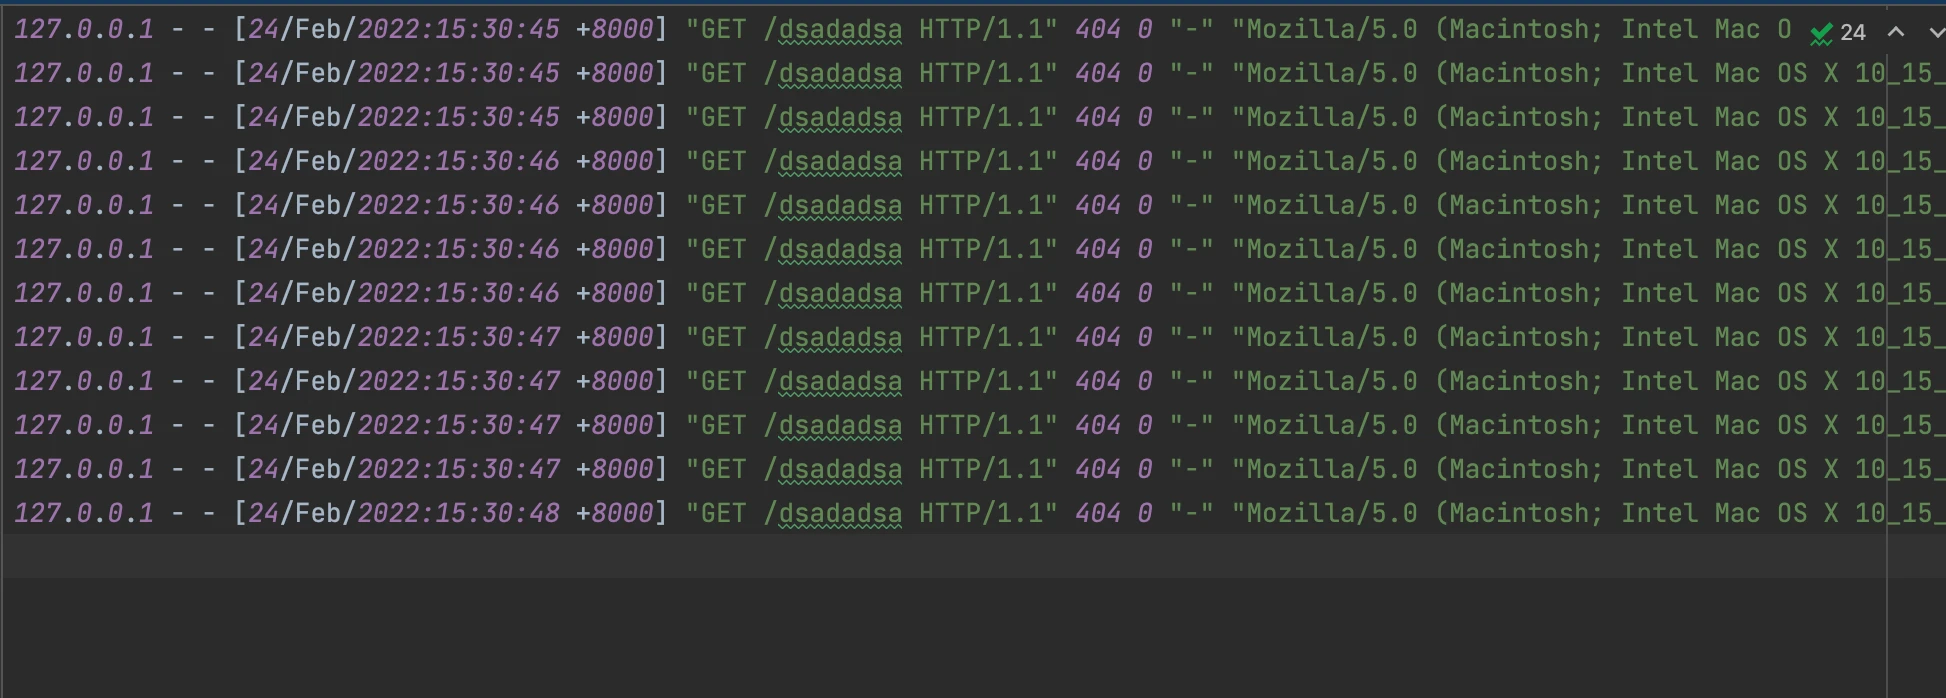 127.0.0.1 - - [24/Feb/2022:15:30:45 +8000] "GET /dsadadsa HTTP/1.1" 404 0 "-" "Mozilla/5.0 (Macintosh; Intel Mac O 24
127.0.0.1 - - [24/Feb/2022:15:30:45 +8000] "GET /dsadadsa HTTP/1.1" 404 0 "-" "Mozilla/5.0 (Macintosh; Intel Mac OS X 10_15_
127.0.0.1 - - [24/Feb/2022:15:30:45 +8000] "GET /dsadadsa HTTP/1.1" 404 0 "-" "Mozilla/5.0 (Macintosh; Intel Mac OS X 10_15_
127.0.0.1 - - [24/Feb/2022:15:30:46 +8000] "GET /dsadadsa HTTP/1.1" 404 0 "-" "Mozilla/5.0 (Macintosh; Intel Mac OS X 10_15_
127.0.0.1 - - [24/Feb/2022:15:30:46 +8000] "GET /dsadadsa HTTP/1.1" 404 0 "-" "Mozilla/5.0 (Macintosh; Intel Mac OS X 10_15_
127.0.0.1 - - [24/Feb/2022:15:30:46 +8000] "GET /dsadadsa HTTP/1.1" 404 0 "-" "Mozilla/5.0 (Macintosh; Intel Mac OS X 10_15_
127.0.0.1 - - [24/Feb/2022:15:30:46 +8000] "GET /dsadadsa HTTP/1.1" 404 0 "-" "Mozilla/5.0 (Macintosh; Intel Mac OS X 10_15_
127.0.0.1 - - [24/Feb/2022:15:30:47 +8000] "GET /dsadadsa HTTP/1.1" 404 0 "-" "Mozilla/5.0 (Macintosh; Intel Mac OS X 10_15_
127.0.0.1 - - [24/Feb/2022:15:30:47 +8000] "GET /dsadadsa HTTP/1.1" 404 0 "-" "Mozilla/5.0 (Macintosh; Intel Mac OS X 10_15_
127.0.0.1 - - [24/Feb/2022:15:30:47 +8000] "GET /dsadadsa HTTP/1.1" 404 0 "-" "Mozilla/5.0 (Macintosh; Intel Mac OS X 10_15_
127.0.0.1 - - [24/Feb/2022:15:30:47 +8000] "GET /dsadadsa HTTP/1.1" 404 0 "-" "Mozilla/5.0 (Macintosh; Intel Mac OS X 10_15_
127.0.0.1 - - [24/Feb/2022:15:30:48 +8000] "GET /dsadadsa HTTP/1.1" 404 0 "-" "Mozilla/5.0 (Macintosh; Intel Mac OS X 10_15_